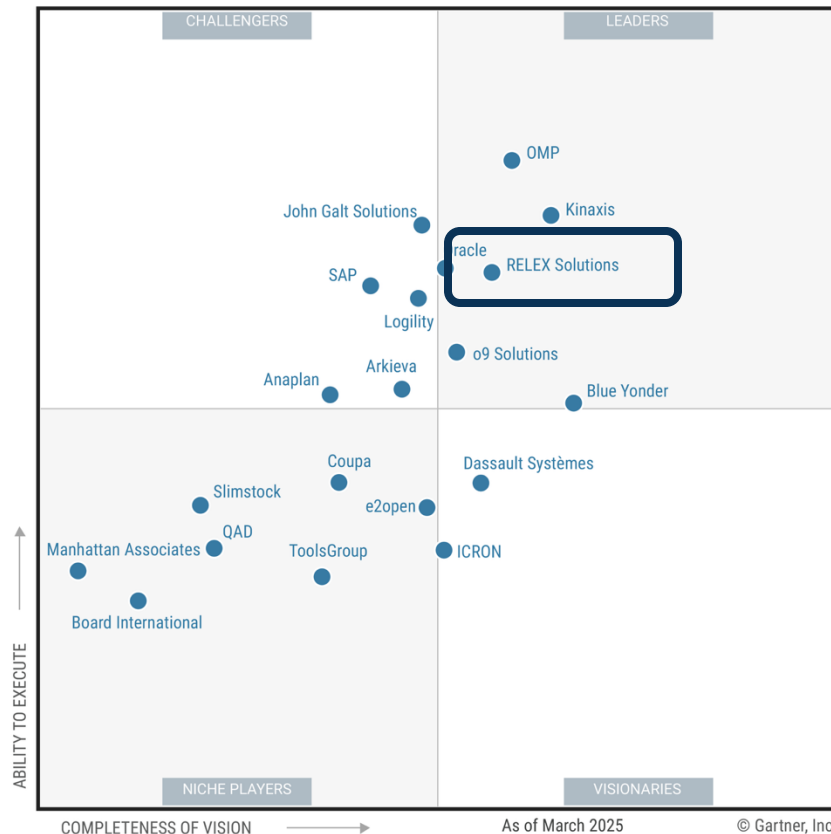 CHALLENGERS
LEADERS
OMP
Kinaxis
John Galt Solutions
racle
RELEX Solutions
SAP
Logility
o9 Solutions
Arkieva
Anaplan
Blue Yonder
Coupa
Dassault Systèmes
Slimstock
e2open
QAD
Manhattan Associates
ToolsGroup
ICRON
Board International
ABILITY TO EXECUTE
NICHE PLAYERS
VISIONARIES
COMPLETENESS OF VISION
As of March 2025
© Gartner, Inc